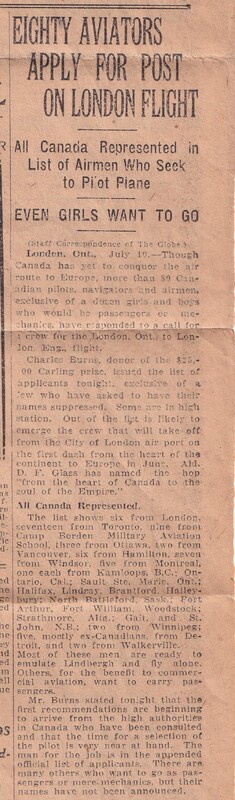 EIGHTY AVIATORS
APPLY FOR POST
ON LONDON FLIGHT
All Canada Represented in
List of Airmen Who Seek
to Pilot Plane
EVEN GIRLS WANT TO GO
(Staff Correspondence of The Globe.)
London, Ont., July 10.—Though
Canada has yet to conquer the air
route to Europe, more than 80 Can-
adian pilots, navigators and airmen,
exclusive of a dozen girls and boys
who would be passengers or me-
chanics, have responded to a call for
a crew for the London, Ont., to Lon-
don, Eng., flight.
Charles Burns, donor of the $25,-
00 Carling prize, issued the list of
applicants tonight, exclusive of a
few who have asked to have their
names suppressed. Some are in high
station. Out of the list is likely to
emerge the crew that will take off
from the City of London air port on
the first dash from the heart of the
continent to Europe in June. Ald.
D. F. Glass has named the hop
"from the heart of Canada to the
soul of the Empire."
All Canada Represented.
The list shown six from London,
seventeen from Toronto, nine from
Camp Borden Military Aviation
School, three from Ottawa, two from
Vancouver, six from Hamilton, seven
from Windsor, five from Montreal,
one each from Kamloops, B.C.; On-
tario, Cal.; Sault Ste. Marie, Ont.;
Halifax, Lindsay, Brantford, Hailey-
bury; North Battleford, Sask.; Fort
Arthur, Fort William, Woodstock;
Strathmore, Alta.; Galt, and St.
John, N.B.; two from Winnipeg;
five, mostly ex-Canadians, from De-
troit, and two from Walkerville.
Most of these men are ready to
emulate Lindbergh and fly alone.
Others, for the benefit to commer-
cial aviation, want to carry pas-
sengers.
Mr. Burns stated tonight that the
first recommendations are beginning
to arrive from the high authorities
in Canada who have been consulted
and that the time for a selection of
the pilot is very near at hand. The
man for the job is in the appended
official list of applicants. There are
many others who want to go as pas-
sengers or mere mechanics, but their
names have not been announced.